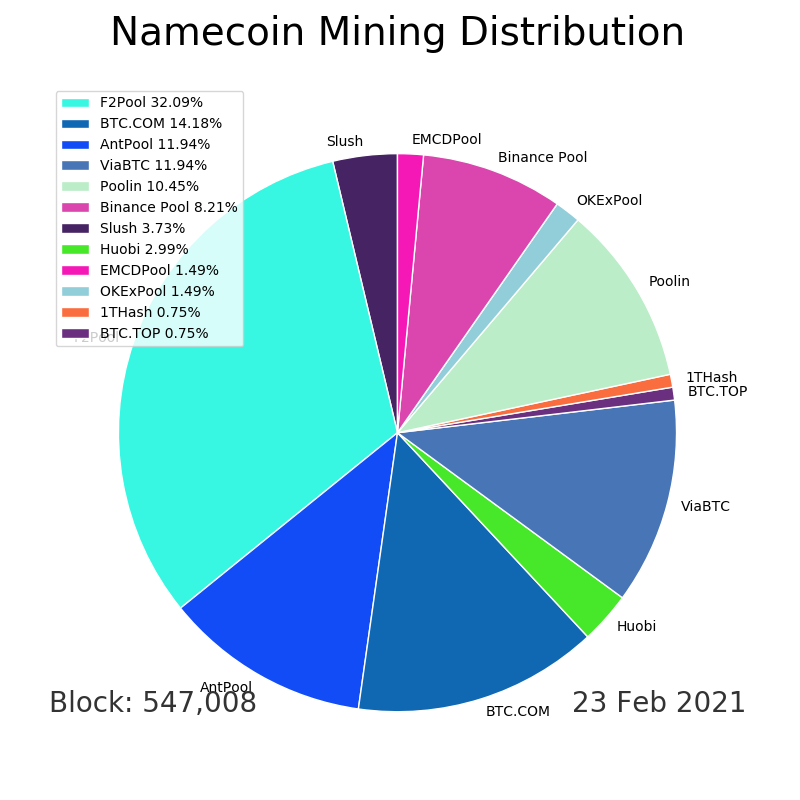 Namecoin Mining Distribution
F2Pool 32.09%
BTC.COM 14.18%
AntPool 11.94%
ViaBTC 11.94%
Poolin 10.45%
Binance Pool 8.21%
Slush 3.73%
Huobi 2.99%
EMCDPool 1.49%
OKExPool 1.49%
1THash 0.75%
BTC.TOP 0.75%
F2Pool
Slush
EMCDPool
Binance Pool
OKExPool
Poolin
1THash
BTC.TOP
ViaBTC
Huobi
BTC.COM
AntPool
Block: 547,008
23 Feb 2021